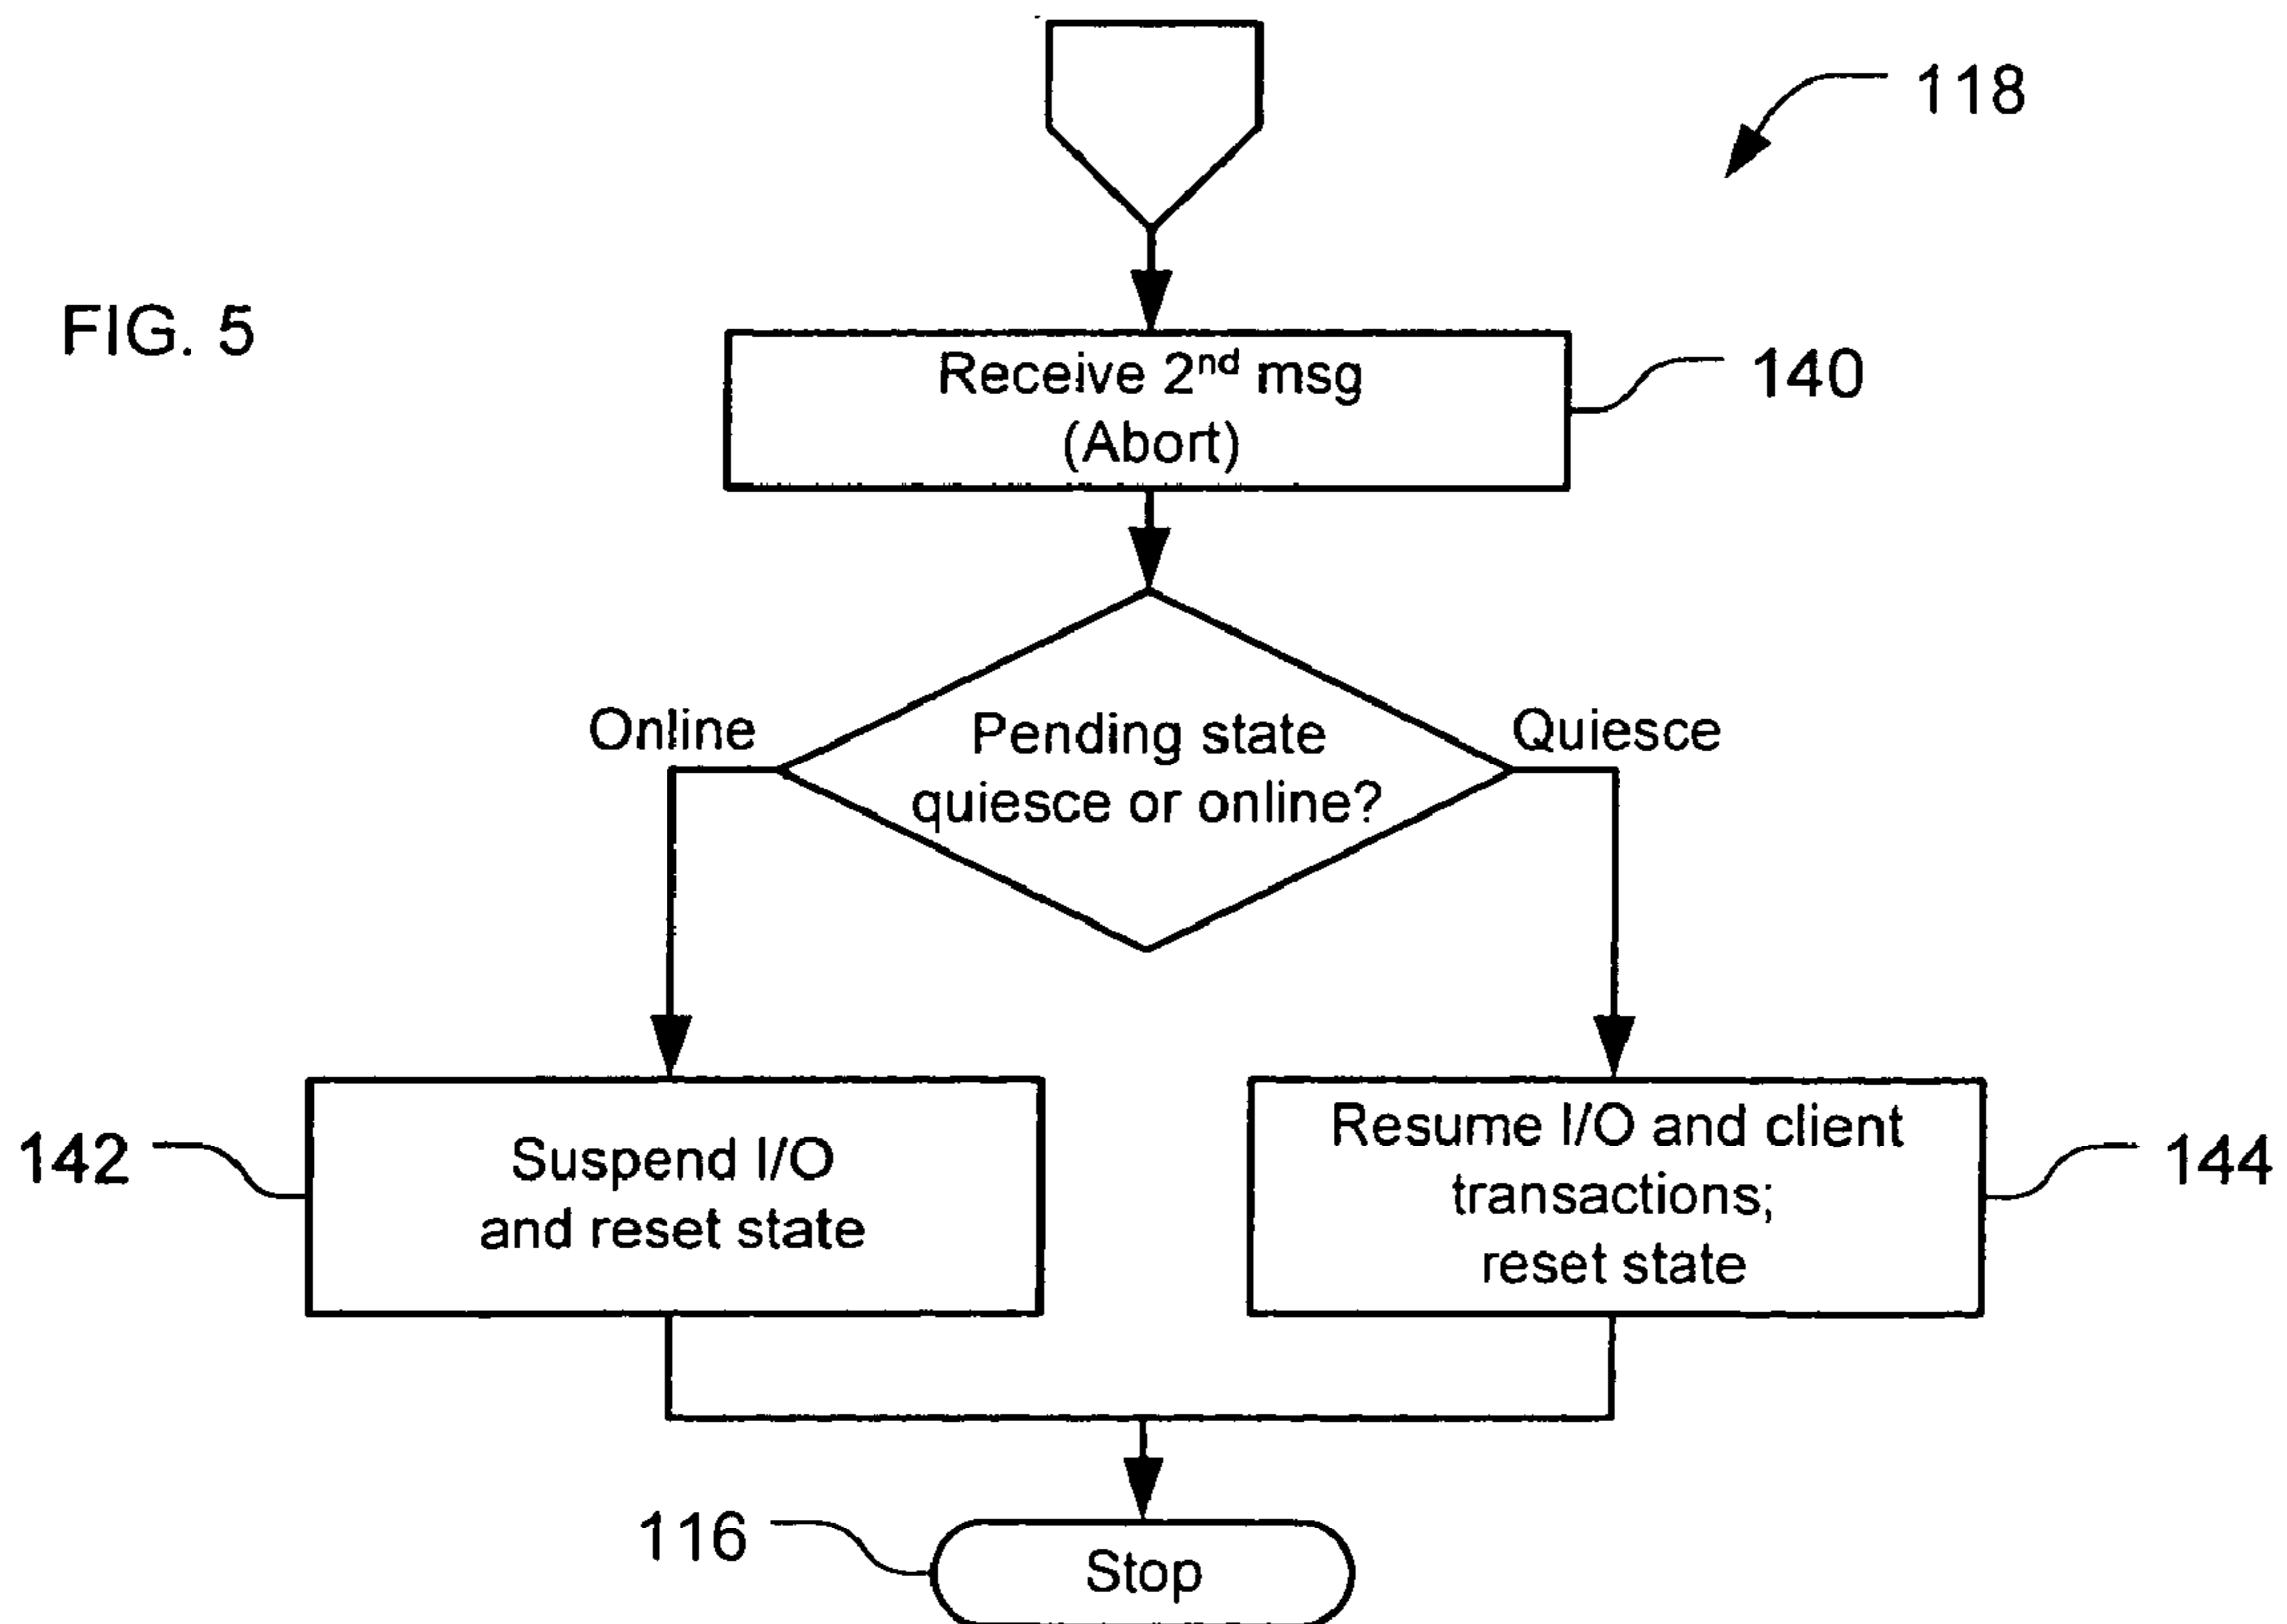 118
FIG. 5
Receive 2nd msg
(Abort)
140
Online
Pending state
quiesce or online?
Quiesce
142
Suspend I/O
and reset state
Resume I/O and client
transactions;
reset state
144
116
Stop